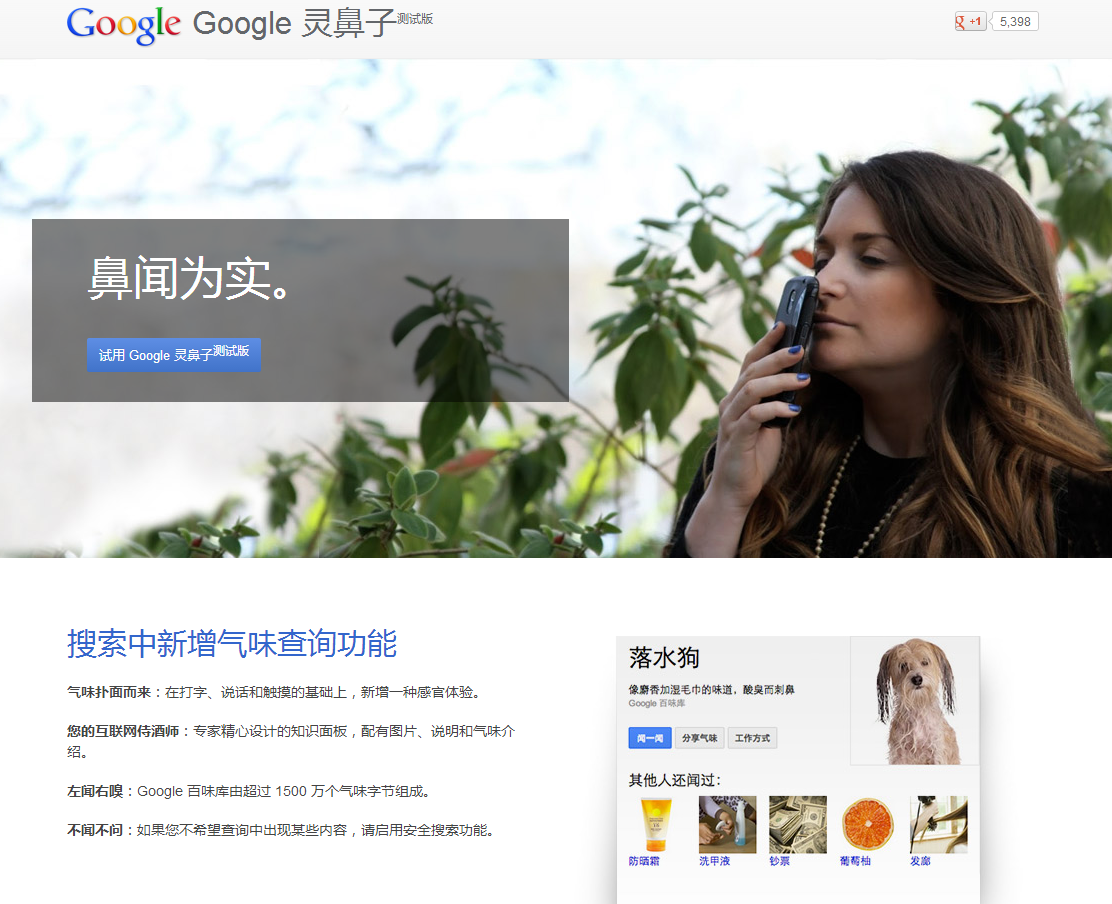 Google Google 灵鼻子测试版
g +1 5,398
鼻闻为实。
试用 Google 灵鼻子测试版
搜索中新增气味查询功能
气味扑面而来：在打字、说话和触摸的基础上，新增一种感官体验。
您的互联网侍酒师：专家精心设计的知识面板，配有图片、说明和气味介
绍。
左闻右嗅：Google 百味库由超过 1500 万个气味字节组成。
不闻不问：如果您不希望查询中出现某些内容，请启用安全搜索功能。
落水狗
像麝香加湿毛巾的味道，酸臭而刺鼻
Google 百味库
闻一闻 分享气味 工作方式
其他人还闻过：
防晒霜 洗甲液 钞票 葡萄柚 发廊